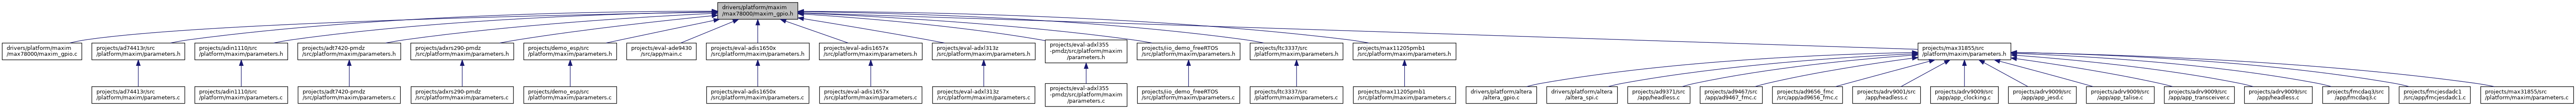 drivers/platform/maxim
/max78000/maxim_gpio.h
drivers/platform/maxim
/max78000/maxim_gpio.c
projects/ad74413r/src
/platform/maxim/parameters.h
projects/adin1110/src
/platform/maxim/parameters.h
projects/adt7420-pmdz
/src/platform/maxim/parameters.h
projects/adxrs290-pmdz
/src/platform/maxim/parameters.h
projects/demo_esp/src
/platform/maxim/parameters.h
projects/eval-ade9430
/src/app/main.c
projects/eval-adis1650x
/src/platform/maxim/parameters.h
projects/eval-adis1657x
/src/platform/maxim/parameters.h
projects/eval-adxl313z
/src/platform/maxim/parameters.h
projects/eval-adxl355
-pmdz/src/platform/maxim
/parameters.h
projects/iio_demo_freeRTOS
/src/platform/maxim/parameters.h
projects/ltc3337/src
/platform/maxim/parameters.h
projects/max11205pmb1
/src/platform/maxim/parameters.h
projects/max31855/src
/platform/maxim/parameters.h
projects/ad74413r/src
/platform/maxim/parameters.c
projects/adin1110/src
/platform/maxim/parameters.c
projects/adt7420-pmdz
/src/platform/maxim/parameters.c
projects/adxrs290-pmdz
/src/platform/maxim/parameters.c
projects/demo_esp/src
/platform/maxim/parameters.c
projects/eval-adis1650x
/src/platform/maxim/parameters.c
projects/eval-adis1657x
/src/platform/maxim/parameters.c
projects/eval-adxl313z
/src/platform/maxim/parameters.c
projects/eval-adxl355
-pmdz/src/platform/maxim
/parameters.c
projects/iio_demo_freeRTOS
/src/platform/maxim/parameters.c
projects/ltc3337/src
/platform/maxim/parameters.c
projects/max11205pmb1
/src/platform/maxim/parameters.c
drivers/platform/altera
/altera_gpio.c
drivers/platform/altera
/altera_spi.c
projects/ad9371/src
/app/headless.c
projects/ad9467/src
/app/ad9467_fmc.c
projects/ad9656_fmc
/src/app/ad9656_fmc.c
projects/adrv9001/src
/app/headless.c
projects/adrv9009/src
/app/app_clocking.c
projects/adrv9009/src
/app/app_jesd.c
projects/adrv9009/src
/app/app_talise.c
projects/adrv9009/src
/app/app_transceiver.c
projects/adrv9009/src
/app/headless.c
projects/fmcdaq3/src
/app/fmcdaq3.c
projects/fmcjesdadc1
/src/app/fmcjesdadc1.c
projects/max31855/src
/platform/maxim/parameters.c